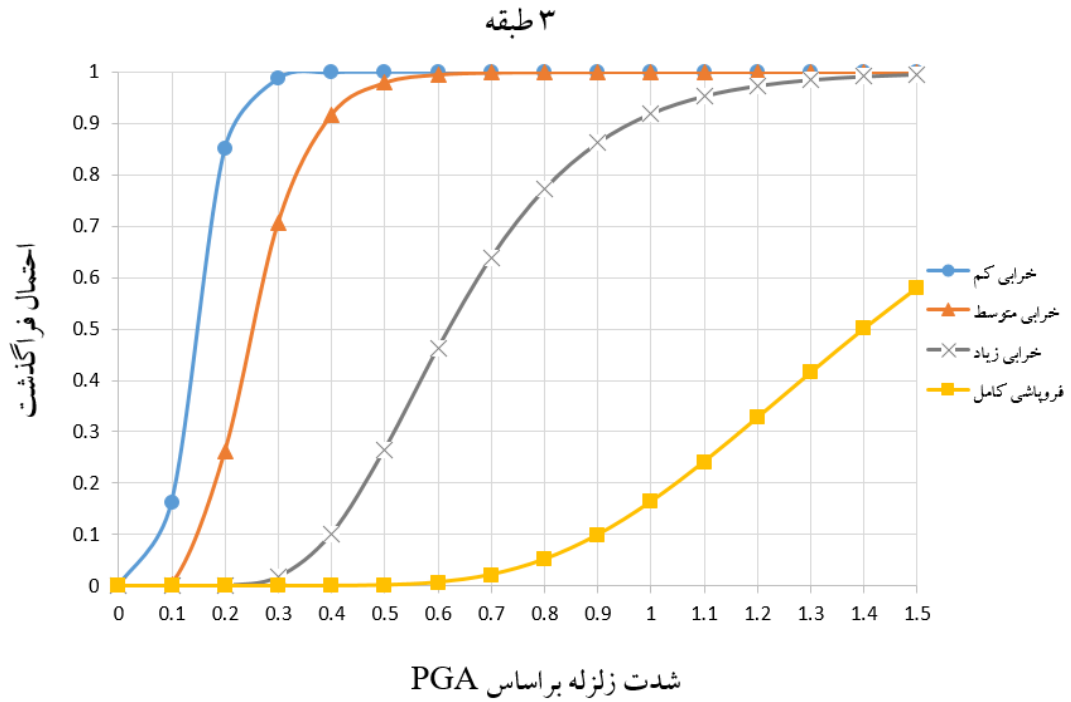 ۳ طبقه
احتمال فراگذشت
1
0.9
0.8
0.7
0.6
0.5
0.4
0.3
0.2
0.1
0
0 0.1 0.2 0.3 0.4 0.5 0.6 0.7 0.8 0.9 1 1.1 1.2 1.3 1.4 1.5
شدت زلزله براساس PGA
خرابی کم
خرابی متوسط
خرابی زیاد
فروپاشی کامل